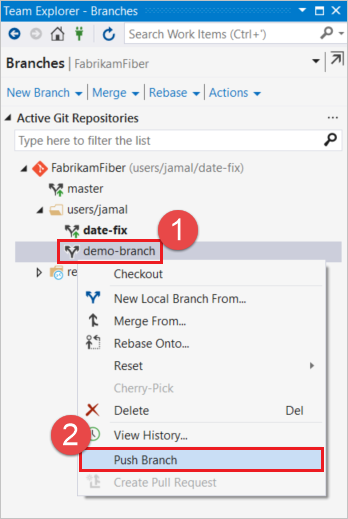 Team Explorer - Branches
Search Work Items (Ctrl+')
Branches | FabrikamFiber
New Branch | Merge | Rebase | Actions
Active Git Repositories
Type here to filter the list
FabrikamFiber (users/jamal/date-fix)
master
users/jamal
1
date-fix
demo-branch
re
Checkout
New Local Branch From...
Merge From...
Rebase Onto...
Reset
Cherry-Pick
Delete Del
2
View History...
Push Branch
Create Pull Request